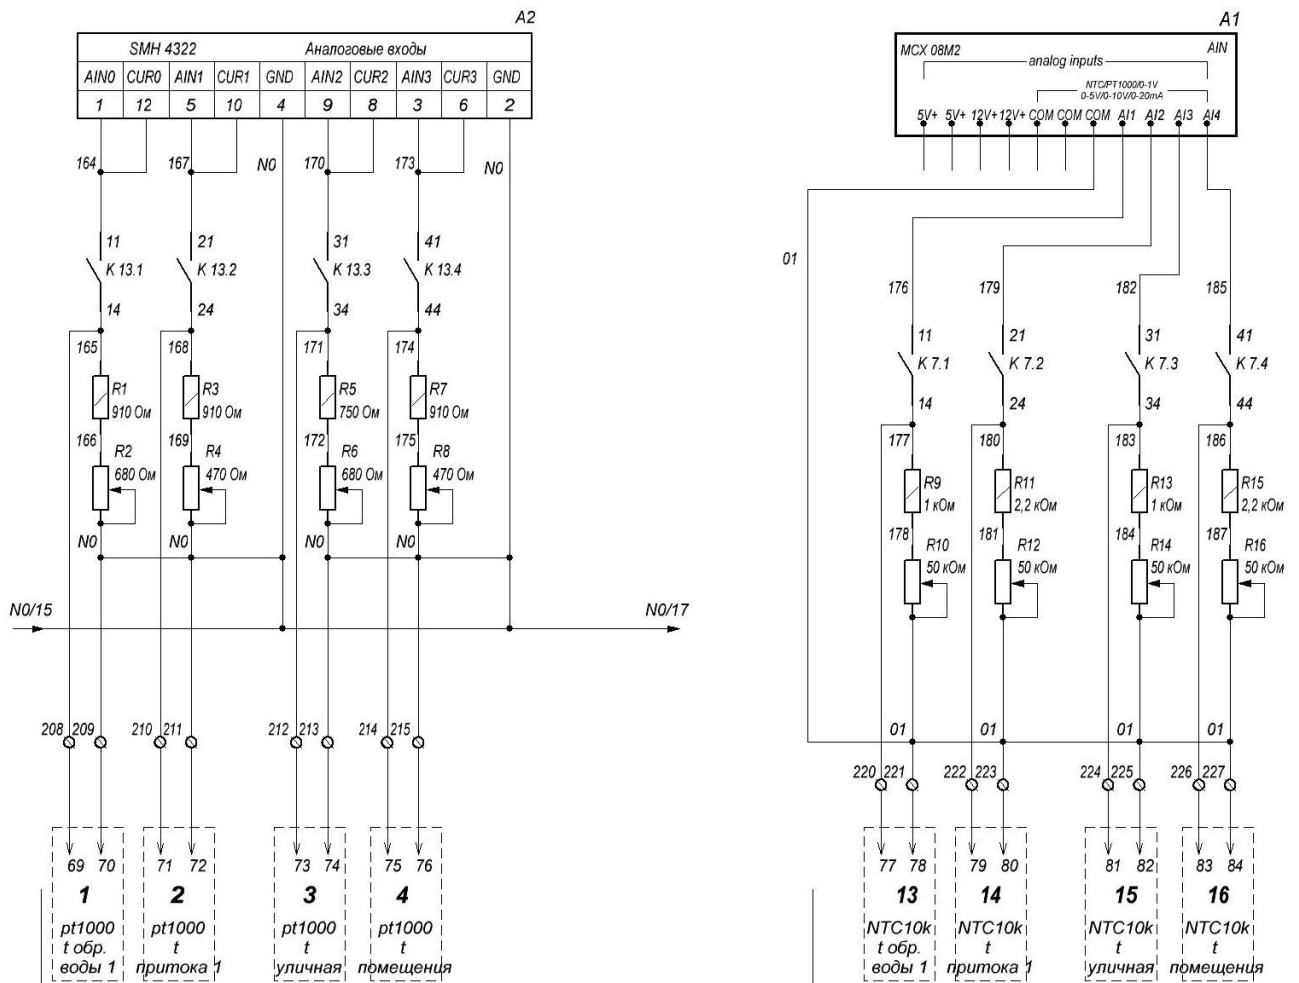 A2
SMH 4322 Аналоговые входы
AIN0 CUR0 AIN1 CUR1 GND AIN2 CUR2 AIN3 CUR3 GND
1 12 5 10 4 9 8 3 6 2
164 167 N0 170 173 N0
11 21 31 41
K 13.1 K 13.2 K 13.3 K 13.4
14 24 34 44
165 168 171 174
R1 R3 R5 R7
910 Ом 910 Ом 750 Ом 910 Ом
166 169 172 175
R2 R4 R6 R8
680 Ом 470 Ом 680 Ом 470 Ом
N0 N0 N0 N0
N0/15 N0/17
208 209 210 211 212 213 214 215
69 70 71 72 73 74 75 76
1 2 3 4
pt1000 pt1000 pt1000 pt1000
t обр. t t t
воды 1 притока 1 уличная помещения
A1
MCX 08M2 AIN
analog inputs
NTC/PT1000/0-1V
0-5V/0-10V/0-20mA
5V+ 5V+ 12V+ 12V+ COM COM COM AI1 AI2 AI3 AI4
01
176 179 182 185
11 21 31 41
K 7.1 K 7.2 K 7.3 K 7.4
14 24 34 44
177 180 183 186
R9 R11 R13 R15
1 кОм 2,2 кОм 1 кОм 2,2 кОм
178 181 184 187
R10 R12 R14 R16
50 кОм 50 кОм 50 кОм 50 кОм
01 01 01 01
220 221 222 223 224 225 226 227
77 78 79 80 81 82 83 84
13 14 15 16
NTC10k NTC10k NTC10k NTC10k
t обр. t t t
воды 1 притока 1 уличная помещения